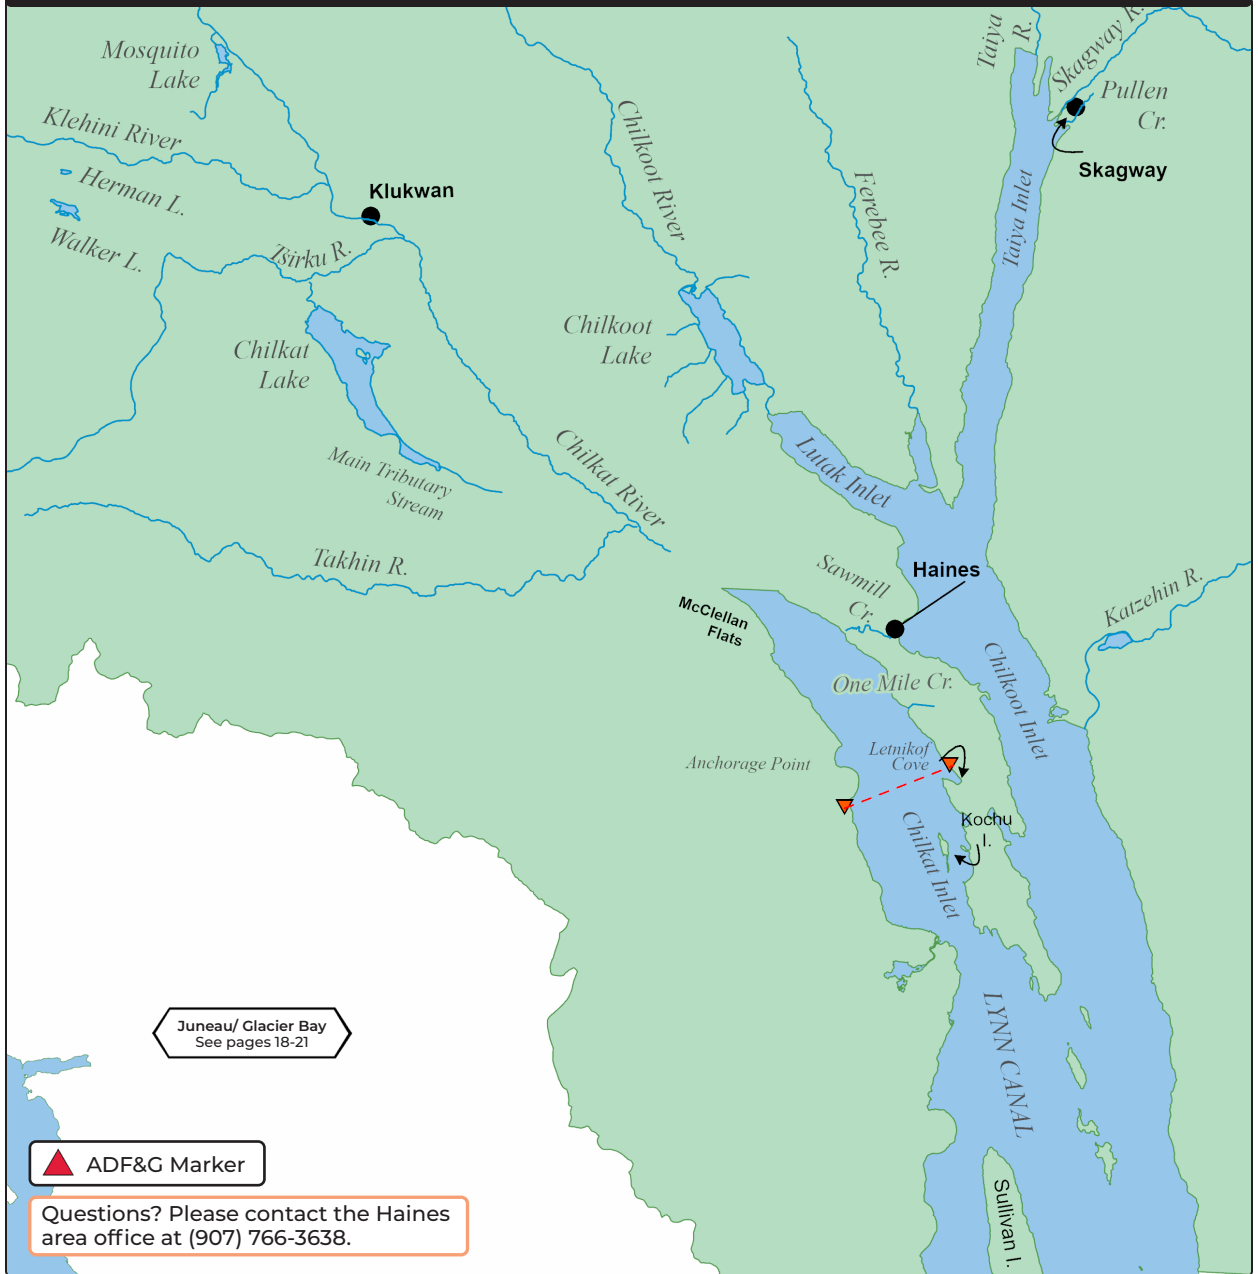 Taiya
R.
Skagway R.
Mosquito
Lake
Pullen
Cr.
Klehini River
Chilkoot River
Skagway
Herman L.
Klukwan
Ferebee R.
Taiya Inlet
Walker L.
Tsirku R.
Chilkoot
Lake
Chilkat
Lake
Lutak Inlet
Main Tributary
Stream
Chilkat River
Takhin R.
Sawmill
Cr.
Haines
Katzehin R.
McClellan
Flats
One Mile Cr.
Chilkoot Inlet
Letnikof
Cove
Anchorage Point
Kochu
I.
Chilkat Inlet
LYNN CANAL
Juneau/ Glacier Bay
See pages 18-21
ADF&G Marker
Sullivan I.
Questions? Please contact the Haines
area office at (907) 766-3638.